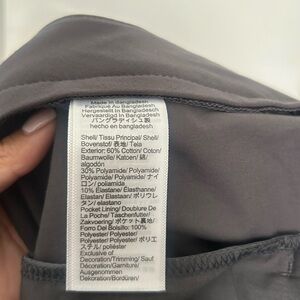 Made In Bangladesh
Fabriqué Au Bangladesh
Hergestellt In Bangladesh
Vervaardigd In Bangladesh
バングラディシュ製
hecho en bangladesh
Shell/ Tissu Principal/ Shell/
Bovenstof/ 表地/ Tela
Exterior: 60% Cotton/ Coton/
Baumwolle/ Katoen/ 綿/
algodón
30% Polyamide/ Polyamide/
Polyamide/ Polyamide/ ナイ
ロン/ poliamida
10% Elastane/ Élasthanne/
Elastan/ Elastaan/ ポリウレ
タン/ elastano
Pocket Lining/ Doublure De
La Poche/ Taschenfutter/
Zakvoering/ ポケット裏地/
Forro Del Bolsillo: 100%
Polyester/ Polyester/
Polyester/ Polyester/ ポリエ
ステル/ poliéster
Exclusive of
Decoration/Trimming/ Sauf
Décoration/Garniture/
Ausgenommen
Dekoration/ Verzierung/